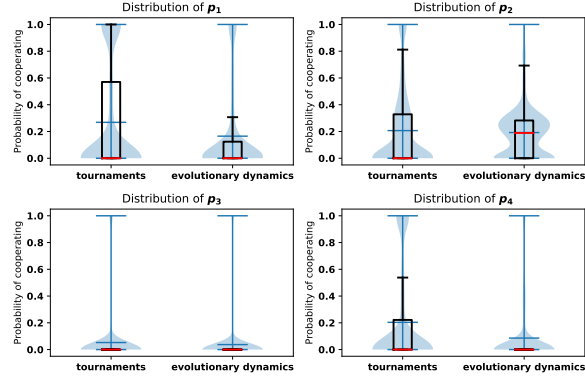 Distribution of p₁
Probability of cooperating
1.0
0.8
0.6
0.4
0.2
0.0
tournaments evolutionary dynamics
Distribution of p₂
Probability of cooperating
1.0
0.8
0.6
0.4
0.2
0.0
tournaments evolutionary dynamics
Distribution of p₃
Probability of cooperating
1.0
0.8
0.6
0.4
0.2
0.0
tournaments evolutionary dynamics
Distribution of p₄
Probability of cooperating
1.0
0.8
0.6
0.4
0.2
0.0
tournaments evolutionary dynamics